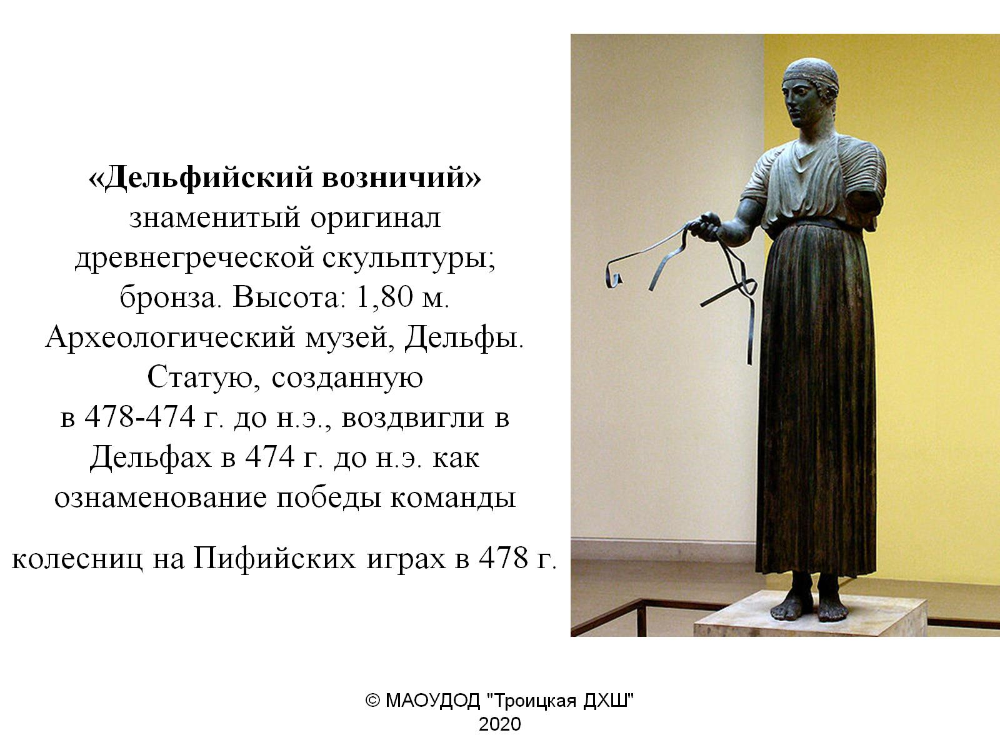 «Дельфийский возничий»
знаменитый оригинал
древнегреческой скульптуры;
бронза. Высота: 1,80 м.
Археологический музей, Дельфы.
Статую, созданную
в 478-474 г. до н.э., воздвигли в
Дельфах в 474 г. до н.э. как
ознаменование победы команды
колесниц на Пифийских играх в 478 г.
© МАОУДОД "Троицкая ДХШ"
2020